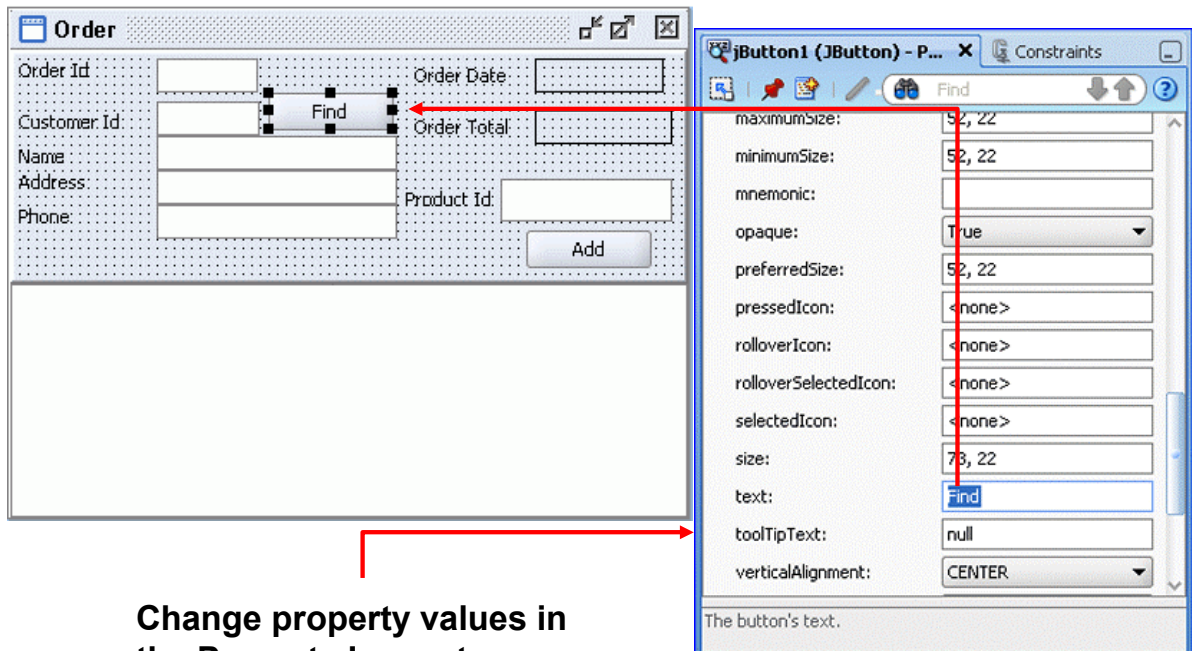 Order
Order Id
Order Date
Find
Customer Id:
Order Total
Name
Address:
Product Id:
Phone:
Add
jButton1 (JButton) - P...
Constraints
Find
maximumSize: 52, 22
minimumSize: 52, 22
mnemonic:
opaque: True
preferredSize: 52, 22
pressedIcon: <none>
rolloverIcon: <none>
rolloverSelectedIcon: <none>
selectedIcon: <none>
size: 73, 22
text: Find
toolTipText: null
verticalAlignment: CENTER
The button's text.
Change property values in